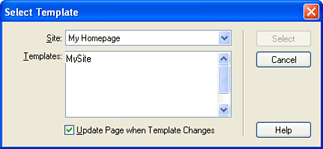 Select Template
Site: My Homepage
Select
Templates: MySite
Cancel
Update Page when Template Changes
Help